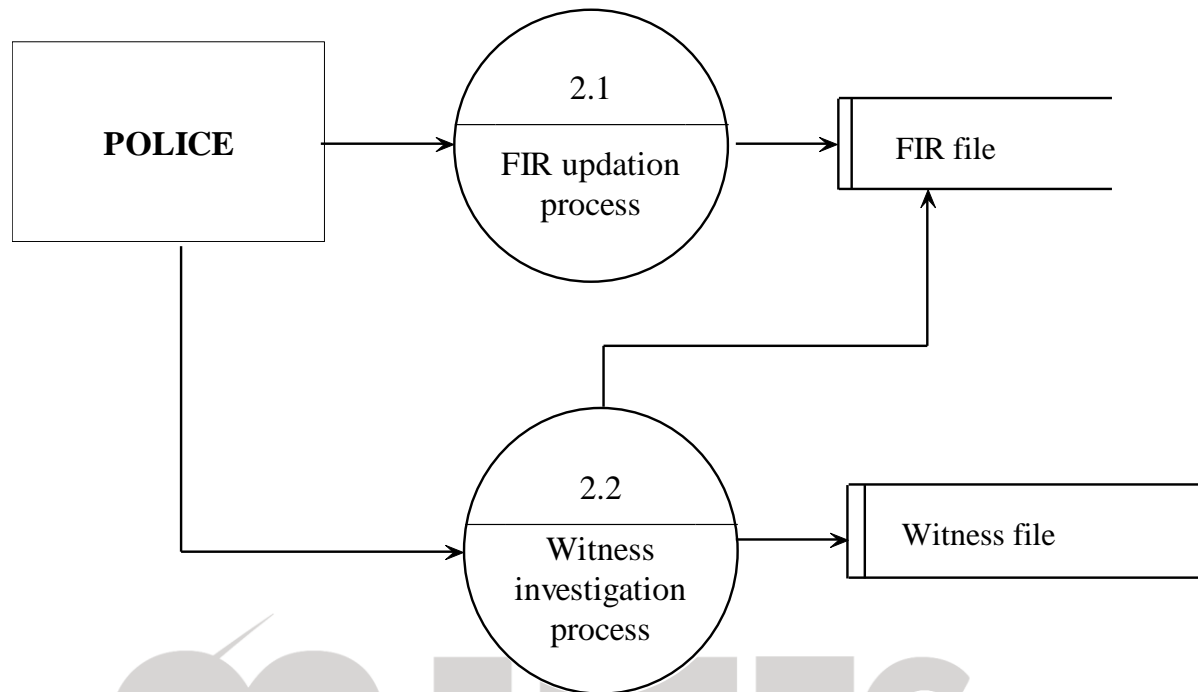 2.1
POLICE
FIR updation
process
FIR file
2.2
Witness
investigation
process
Witness file